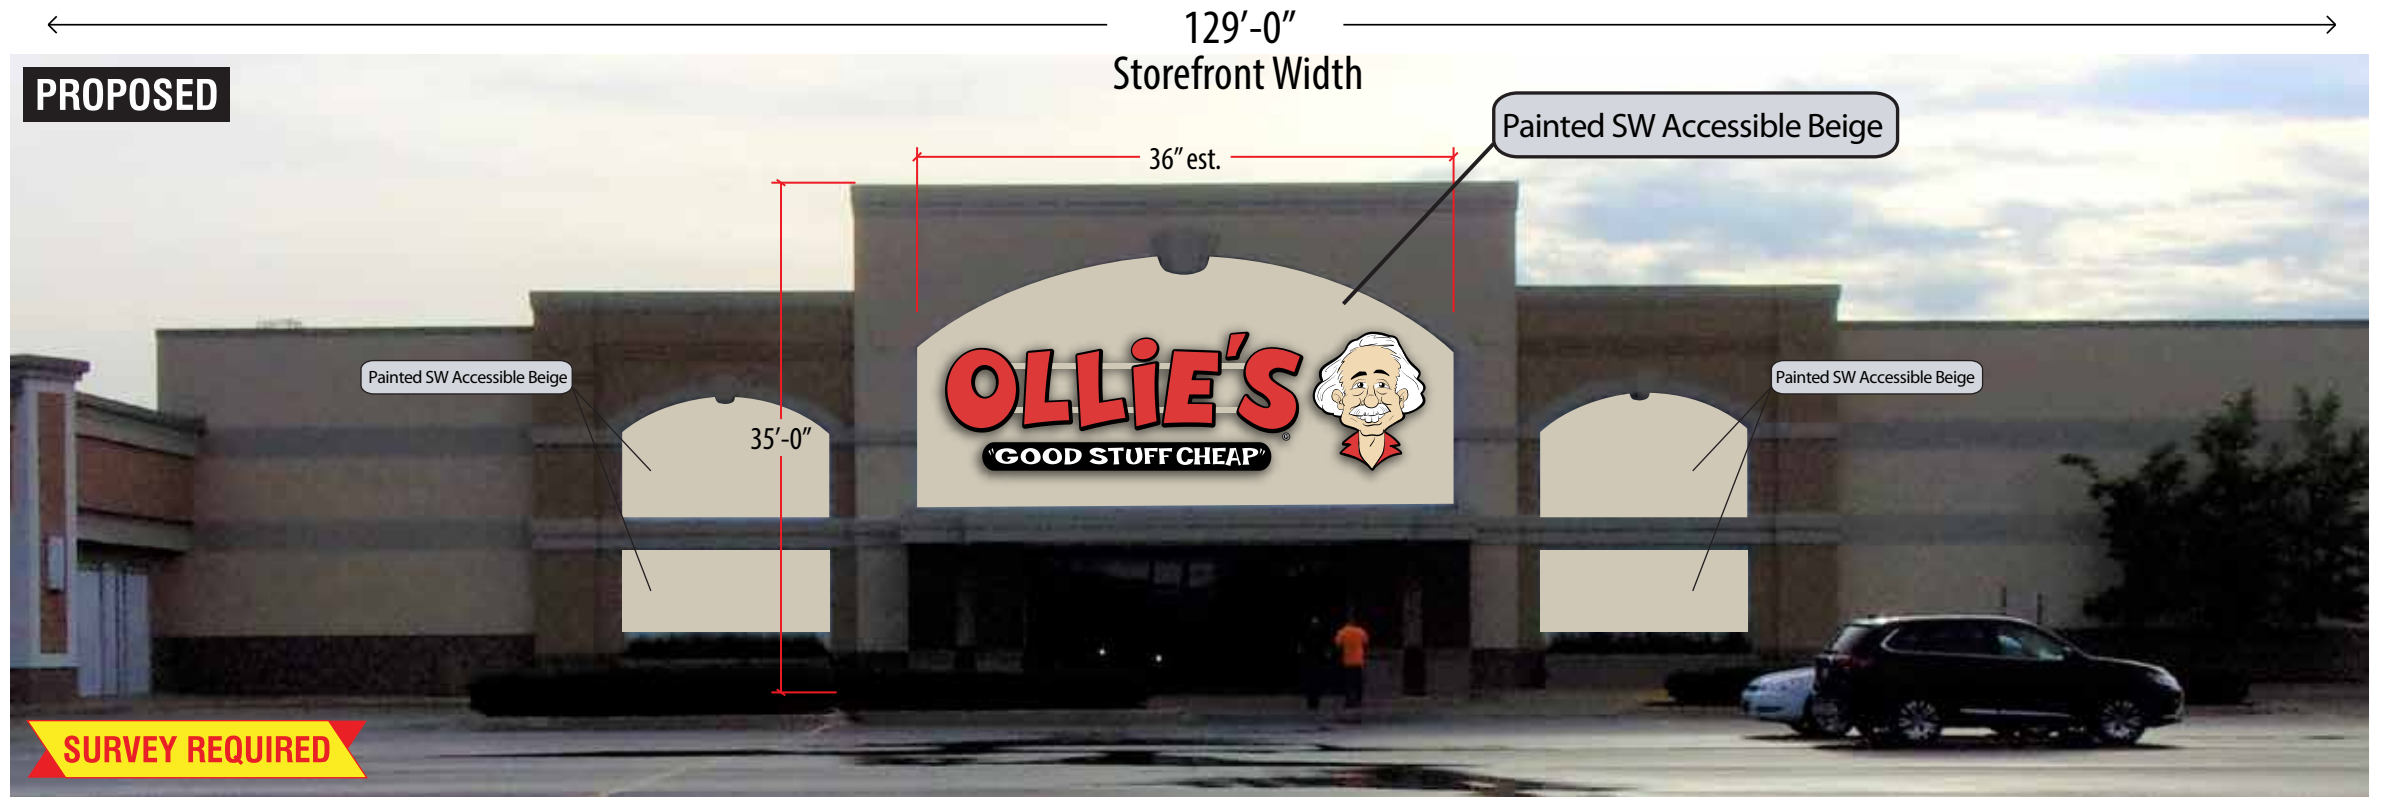 129'-0"
Storefront Width
PROPOSED
Painted SW Accessible Beige
36" est.
Painted SW Accessible Beige
Painted SW Accessible Beige
OLLiE'S
®
35'-0"
"GOOD STUFF CHEAP"
SURVEY REQUIRED